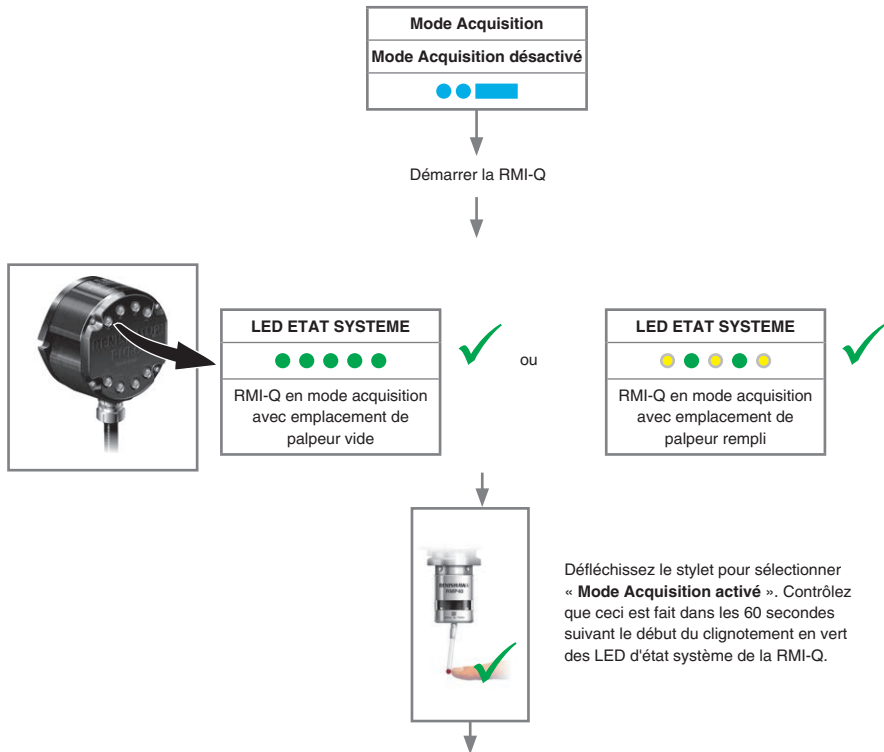 Mode Acquisition
Mode Acquisition désactivé
Démarrer la RMI-Q
LED ETAT SYSTEME
RMI-Q en mode acquisition
avec emplacement de
palpeur vide
ou
LED ETAT SYSTEME
RMI-Q en mode acquisition
avec emplacement de
palpeur rempli
RENISHAW
RMP40
Défléchissez le stylet pour sélectionner
« Mode Acquisition activé ». Contrôlez
que ceci est fait dans les 60 secondes
suivant le début du clignotement en vert
des LED d'état système de la RMI-Q.